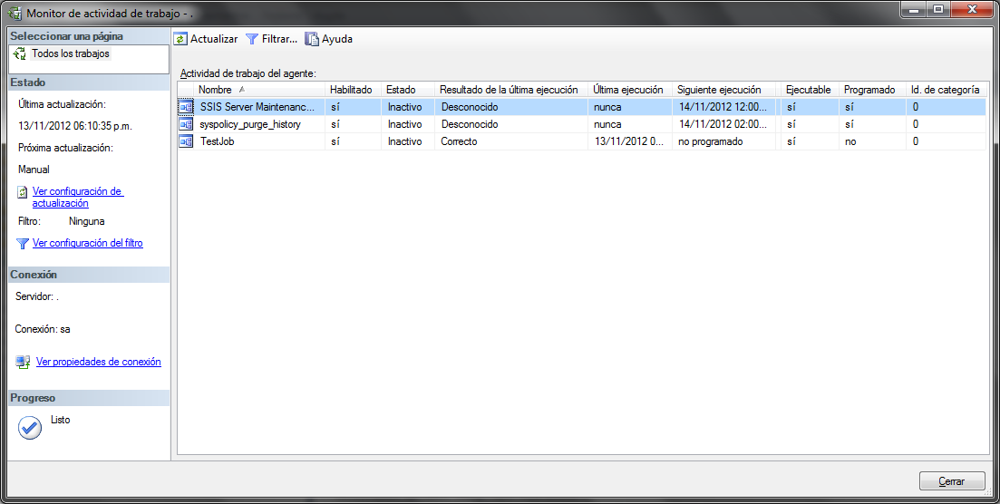 Monitor de actividad de trabajo - .
Seleccionar una página
Todos los trabajos
Estado
Última actualización:
13/11/2012 06:10:35 p.m.
Próxima actualización:
Manual
Ver configuración de
actualización
Filtro: Ninguna
Ver configuración del filtro
Conexión
Servidor: .
Conexión: sa
Ver propiedades de conexión
Progreso
Listo
Actualizar Filtrar... Ayuda
Actividad de trabajo del agente:
Nombre Habilitado Estado Resultado de la última ejecución Última ejecución Siguiente ejecución Ejecutable Programado Id. de categoría
SSIS Server Maintenanc... sí Inactivo Desconocido nunca 14/11/2012 12:00... sí sí 0
syspolicy_purge_history sí Inactivo Desconocido nunca 14/11/2012 02:00... sí sí 0
TestJob sí Inactivo Correcto 13/11/2012 0... no programado sí no 0
Cerrar